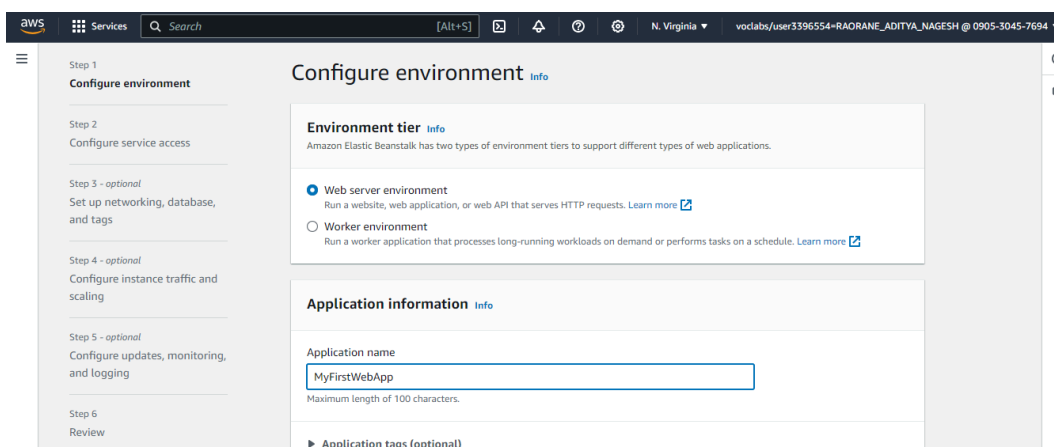 aws Services Search [Alt+S] N. Virginia voclabs/user3396554=RAORANE_ADITYA_NAGESH @ 0905-3045-7694
Step 1
Configure environment
Step 2
Configure service access
Step 3 - optional
Set up networking, database,
and tags
Step 4 - optional
Configure instance traffic and
scaling
Step 5 - optional
Configure updates, monitoring,
and logging
Step 6
Review
Configure environment Info
Environment tier Info
Amazon Elastic Beanstalk has two types of environment tiers to support different types of web applications.
Web server environment
Run a website, web application, or web API that serves HTTP requests. Learn more
Worker environment
Run a worker application that processes long-running workloads on demand or performs tasks on a schedule. Learn more
Application information Info
Application name
MyFirstWebApp
Maximum length of 100 characters.
Application tags (optional)